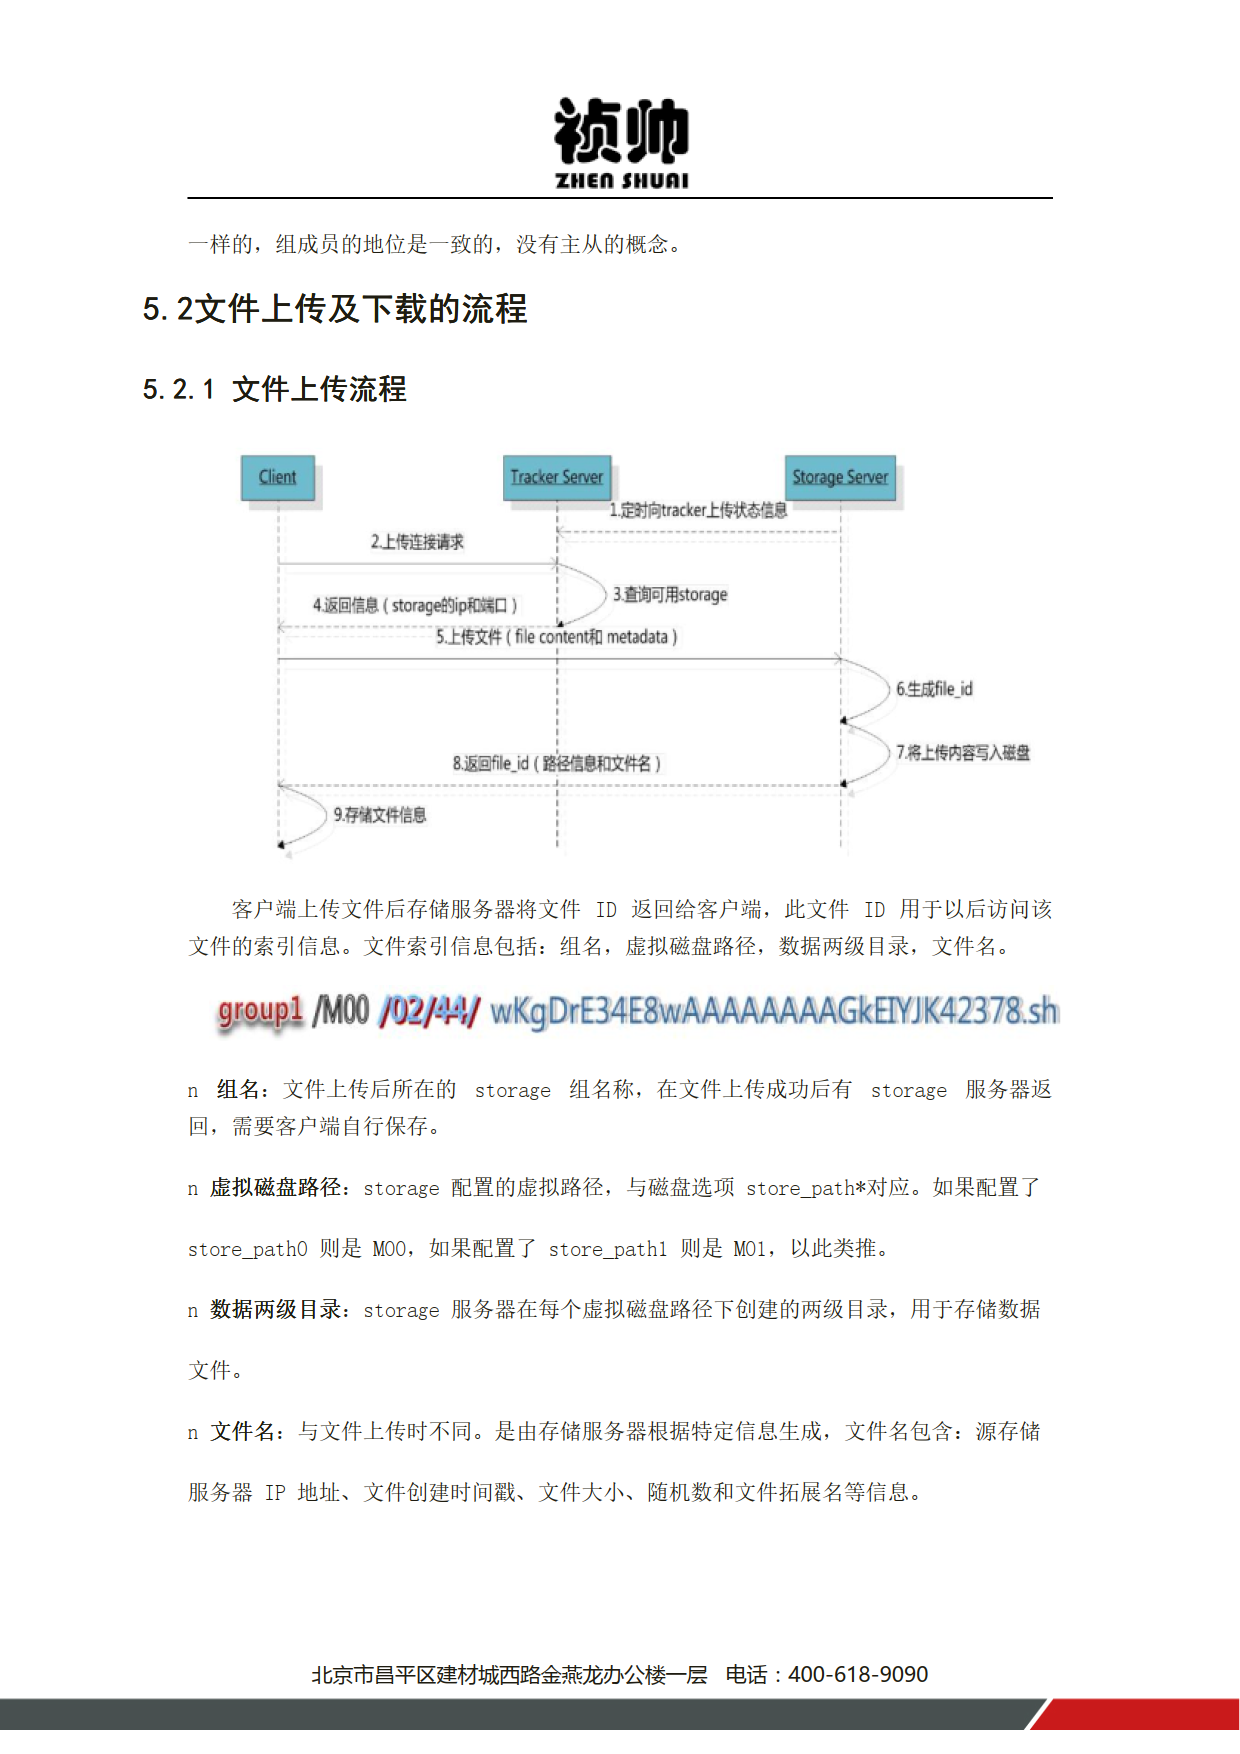 祯帅
ZHEN SHUAI
一样的，组成员的地位是一致的，没有主从的概念。
5.2文件上传及下载的流程
5.2.1 文件上传流程
Client
Tracker Server
Storage Server
1.定时向tracker上传状态信息
2.上传连接请求
3.查询可用storage
4.返回信息（storage的ip和端口）
5.上传文件（file content和 metadata）
6.生成file_id
7.将上传内容写入磁盘
8.返回file_id（路径信息和文件名）
9.存储文件信息
客户端上传文件后存储服务器将文件 ID 返回给客户端，此文件 ID 用于以后访问该
文件的索引信息。文件索引信息包括：组名，虚拟磁盘路径，数据两级目录，文件名。
group1 /M00 /02/44/ wKgDrE34E8wAAAAAAAAGkEIYJK42378.sh
n 组名：文件上传后所在的 storage 组名称，在文件上传成功后有 storage 服务器返
回，需要客户端自行保存。
n 虚拟磁盘路径：storage 配置的虚拟路径，与磁盘选项 store_path*对应。如果配置了
store_path0 则是 M00，如果配置了 store_path1 则是 M01，以此类推。
n 数据两级目录：storage 服务器在每个虚拟磁盘路径下创建的两级目录，用于存储数据
文件。
n 文件名：与文件上传时不同。是由存储服务器根据特定信息生成，文件名包含：源存储
服务器 IP 地址、文件创建时间戳、文件大小、随机数和文件拓展名等信息。
北京市昌平区建材城西路金燕龙办公楼一层 电话：400-618-9090